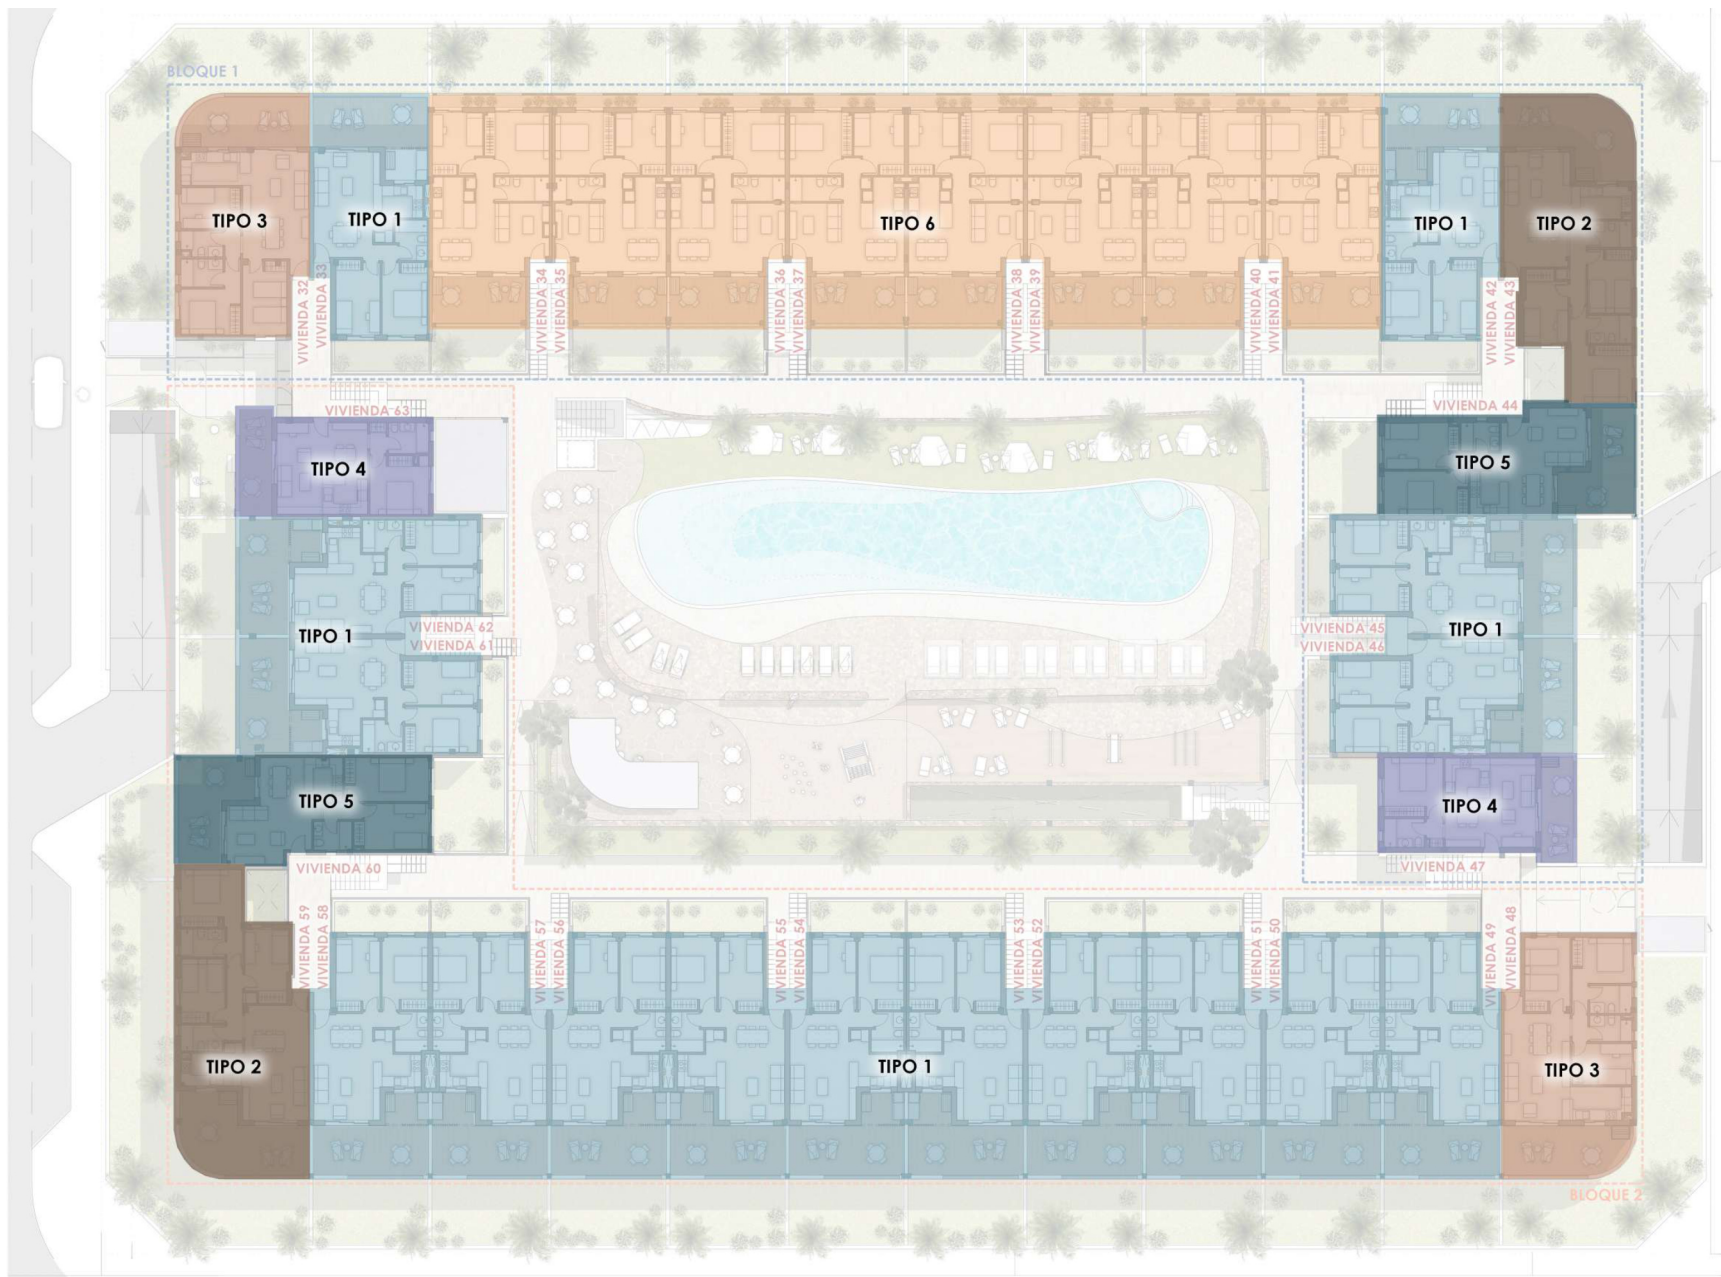 BLOQUE 1
TIPO 3
TIPO 1
TIPO 6
TIPO 1
TIPO 2
VIVIENDA 32
VIVIENDA 33
VIVIENDA 34
VIVIENDA 35
VIVIENDA 36
VIVIENDA 37
VIVIENDA 38
VIVIENDA 39
VIVIENDA 40
VIVIENDA 41
VIVIENDA 42
VIVIENDA 43
VIVIENDA 63
VIVIENDA 44
TIPO 4
TIPO 5
VIVIENDA 62
VIVIENDA 61
TIPO 1
VIVIENDA 45
VIVIENDA 46
TIPO 1
TIPO 5
TIPO 4
VIVIENDA 60
VIVIENDA 47
VIVIENDA 59
VIVIENDA 58
VIVIENDA 57
VIVIENDA 56
VIVIENDA 55
VIVIENDA 54
VIVIENDA 53
VIVIENDA 52
VIVIENDA 51
VIVIENDA 50
VIVIENDA 49
VIVIENDA 48
TIPO 2
TIPO 1
TIPO 3
BLOQUE 2